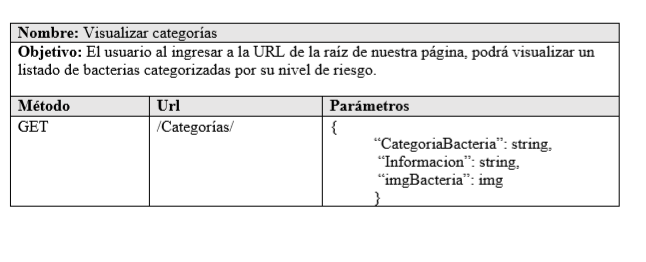 Nombre: Visualizar categorías
Objetivo: El usuario al ingresar a la URL de la raíz de nuestra página, podrá visualizar un
listado de bacterias categorizadas por su nivel de riesgo.
Método Url Parámetros
GET /Categorías/ {
“CategoriaBacteria”: string,
“Informacion”: string,
“imgBacteria”: img
}